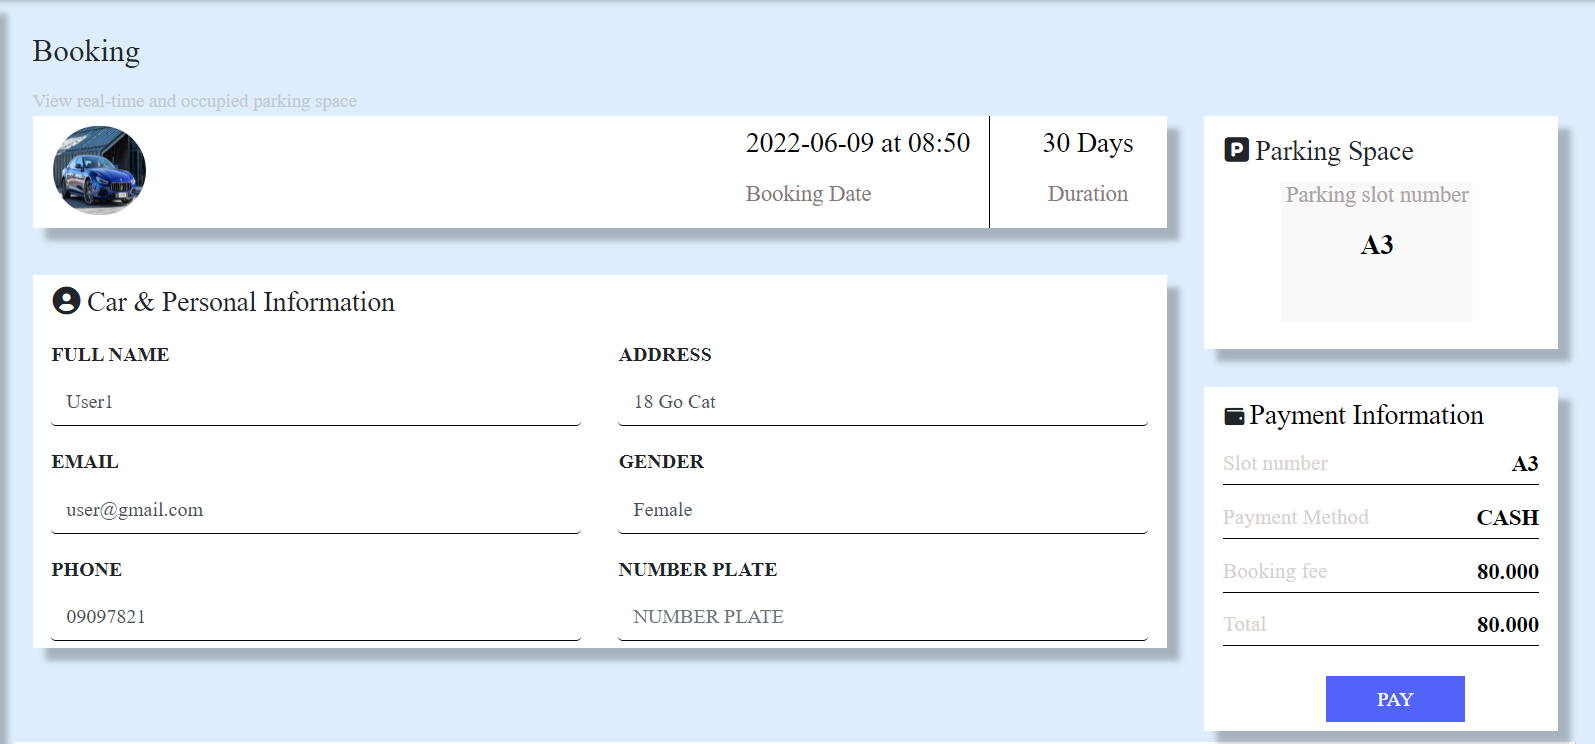 Booking
View real-time and occupied parking space
2022-06-09 at 08:50
Booking Date
30 Days
Duration
Car & Personal Information
FULL NAME
User1
ADDRESS
18 Go Cat
EMAIL
user@gmail.com
GENDER
Female
PHONE
09097821
NUMBER PLATE
NUMBER PLATE
P Parking Space
Parking slot number
A3
Payment Information
Slot number A3
Payment Method CASH
Booking fee 80.000
Total 80.000
PAY